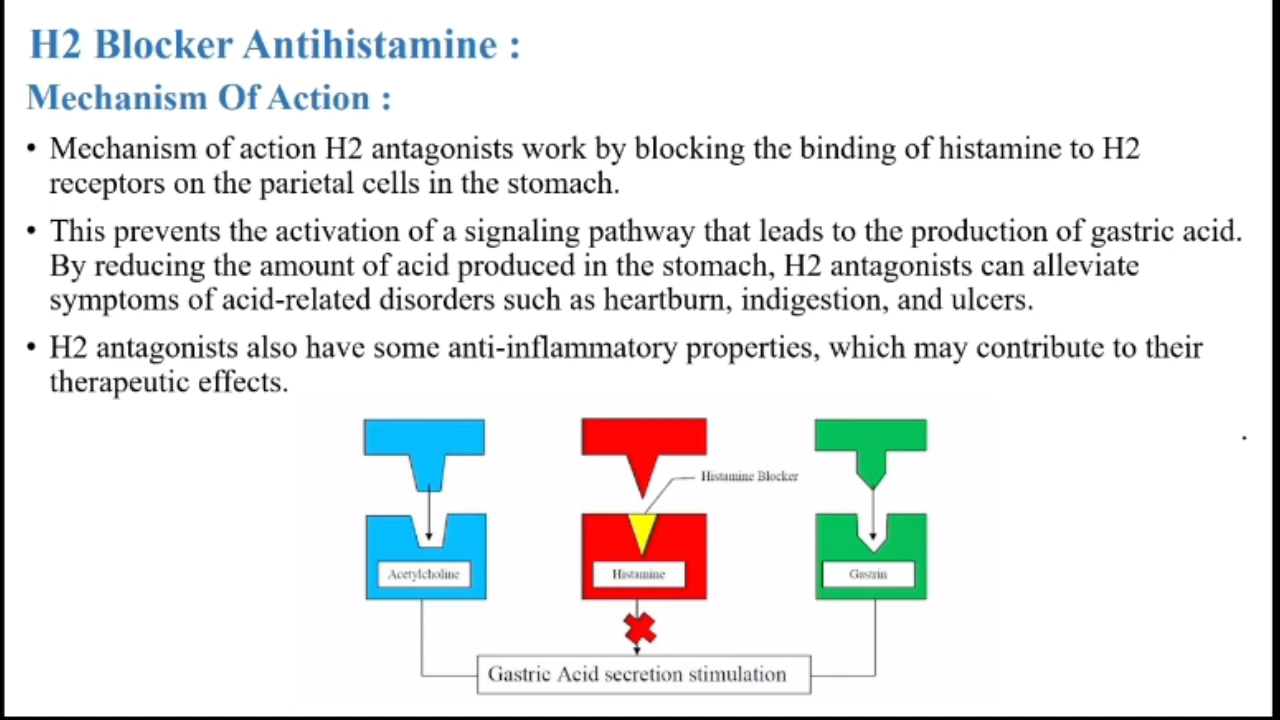 H2 Blocker Antihistamine :
Mechanism Of Action :
• Mechanism of action H2 antagonists work by blocking the binding of histamine to H2
receptors on the parietal cells in the stomach.
• This prevents the activation of a signaling pathway that leads to the production of gastric acid.
By reducing the amount of acid produced in the stomach, H2 antagonists can alleviate
symptoms of acid-related disorders such as heartburn, indigestion, and ulcers.
• H2 antagonists also have some anti-inflammatory properties, which may contribute to their
therapeutic effects.
Histamine Blocker
Acetylcholine
Histamine
Gastrin
Gastric Acid secretion stimulation